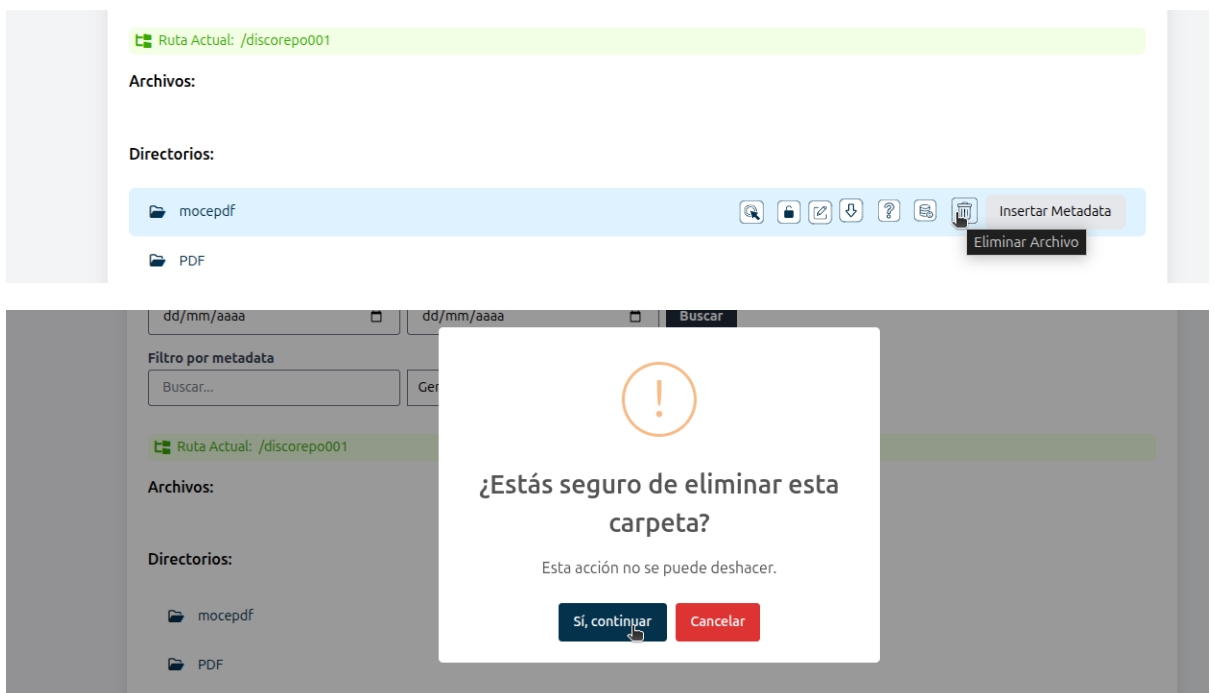 Ruta Actual: /discorepo001
Archivos:
Directorios:
mocepdf
Insertar Metadata
Eliminar Archivo
PDF
dd/mm/aaaa
dd/mm/aaaa
Buscar
Filtro por metadata
Buscar...
Ruta Actual: /discorepo001
Archivos:
¿Estás seguro de eliminar esta
carpeta?
Directorios:
Esta acción no se puede deshacer.
mocepdf
Sí, continuar
Cancelar
PDF